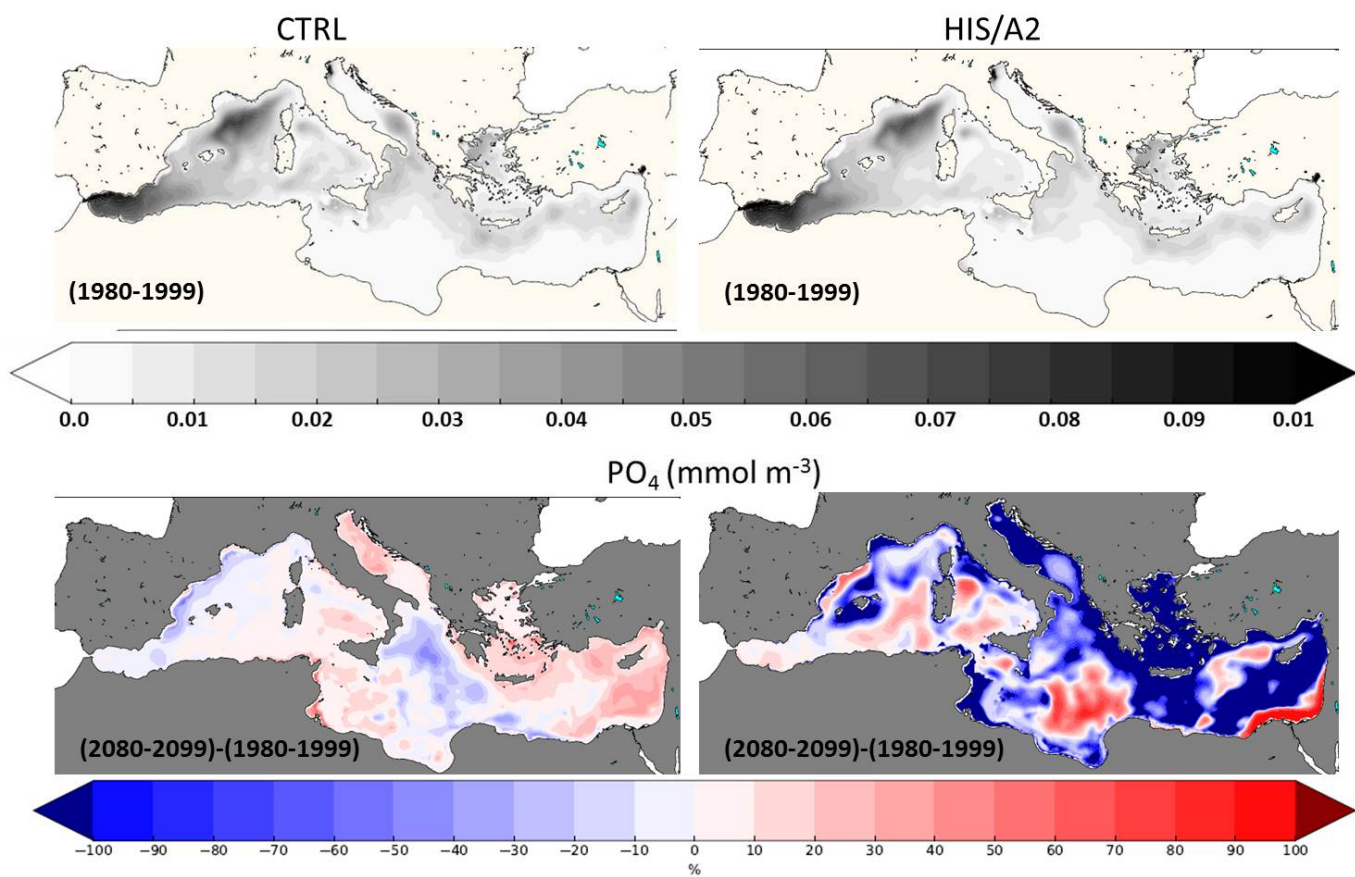 CTRL HIS/A2
(1980-1999) (1980-1999)
0.0 0.01 0.02 0.03 0.04 0.05 0.06 0.07 0.08 0.09 0.01
PO₄ (mmol m⁻³)
(2080-2099)-(1980-1999) (2080-2099)-(1980-1999)
−100 −90 −80 −70 −60 −50 −40 −30 −20 −10 0 10 20 30 40 50 60 70 80 90 100
%